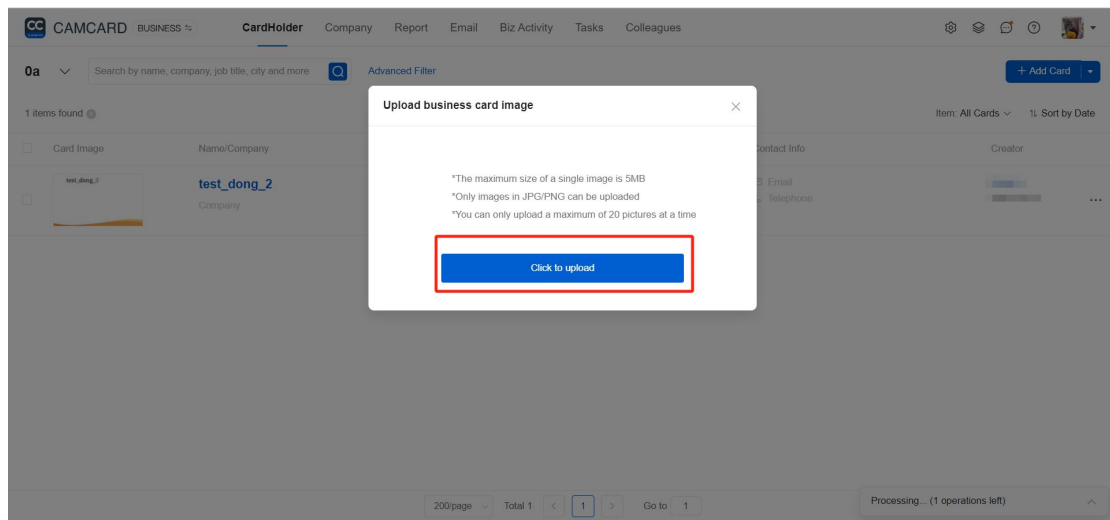 CC CAMCARD BUSINESS CardHolder Company Report Email Biz Activity Tasks Colleagues
0a Search by name, company, job title, city and more Advanced Filter + Add Card
Upload business card image
1 items found Item: All Cards Sort by Date
Card Image Name/Company Contact Info Creator
*The maximum size of a single image is 5MB
*Only images in JPG/PNG can be uploaded
*You can only upload a maximum of 20 pictures at a time
test_dong_2 test_dong_2 Email
Company Telephone
Click to upload
200/page Total 1 < 1 > Go to 1
Processing... (1 operations left)